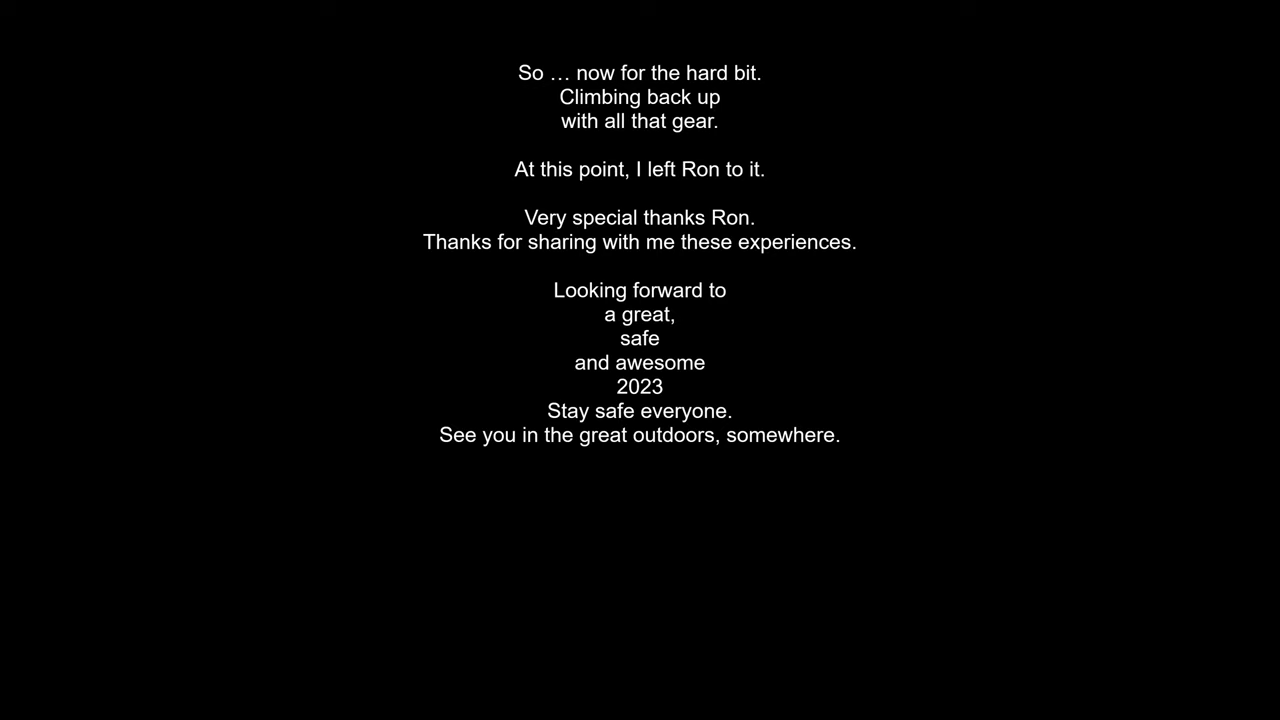 So … now for the hard bit.
Climbing back up
with all that gear.
At this point, I left Ron to it.
Very special thanks Ron.
Thanks for sharing with me these experiences.
Looking forward to
a great,
safe
and awesome
2023
Stay safe everyone.
See you in the great outdoors, somewhere.